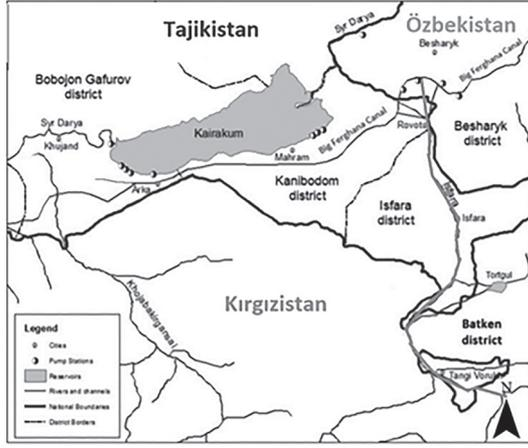 Tajikistan
Syr Darya
Özbekistan
Besharyk
Big Ferghana Canal
Bobojon Gafurov
district
Syr Darya
Khujand
Kairakum
Big Ferghana Canal
Rovots
Besharyk
district
Mahram
Arka
Kanibodom
district
Isfara
district
Isfara
Isfara
Tortgul
Kırgızistan
Khojabakirgansai
Batken
district
Tangi Vorukh
N
Legend
Cities
Pump Stations
Reservoirs
Rivers and channels
National Boundaries
District Borders